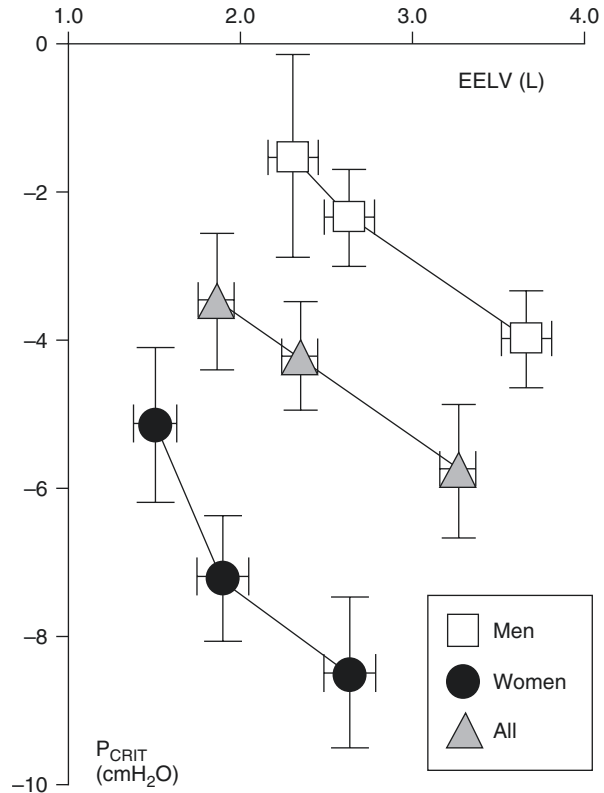 1.0 2.0 3.0 4.0
0
EELV (L)
–2
–4
–6
–8
–10
Men
Women
All
P_CRIT
(cmH₂O)